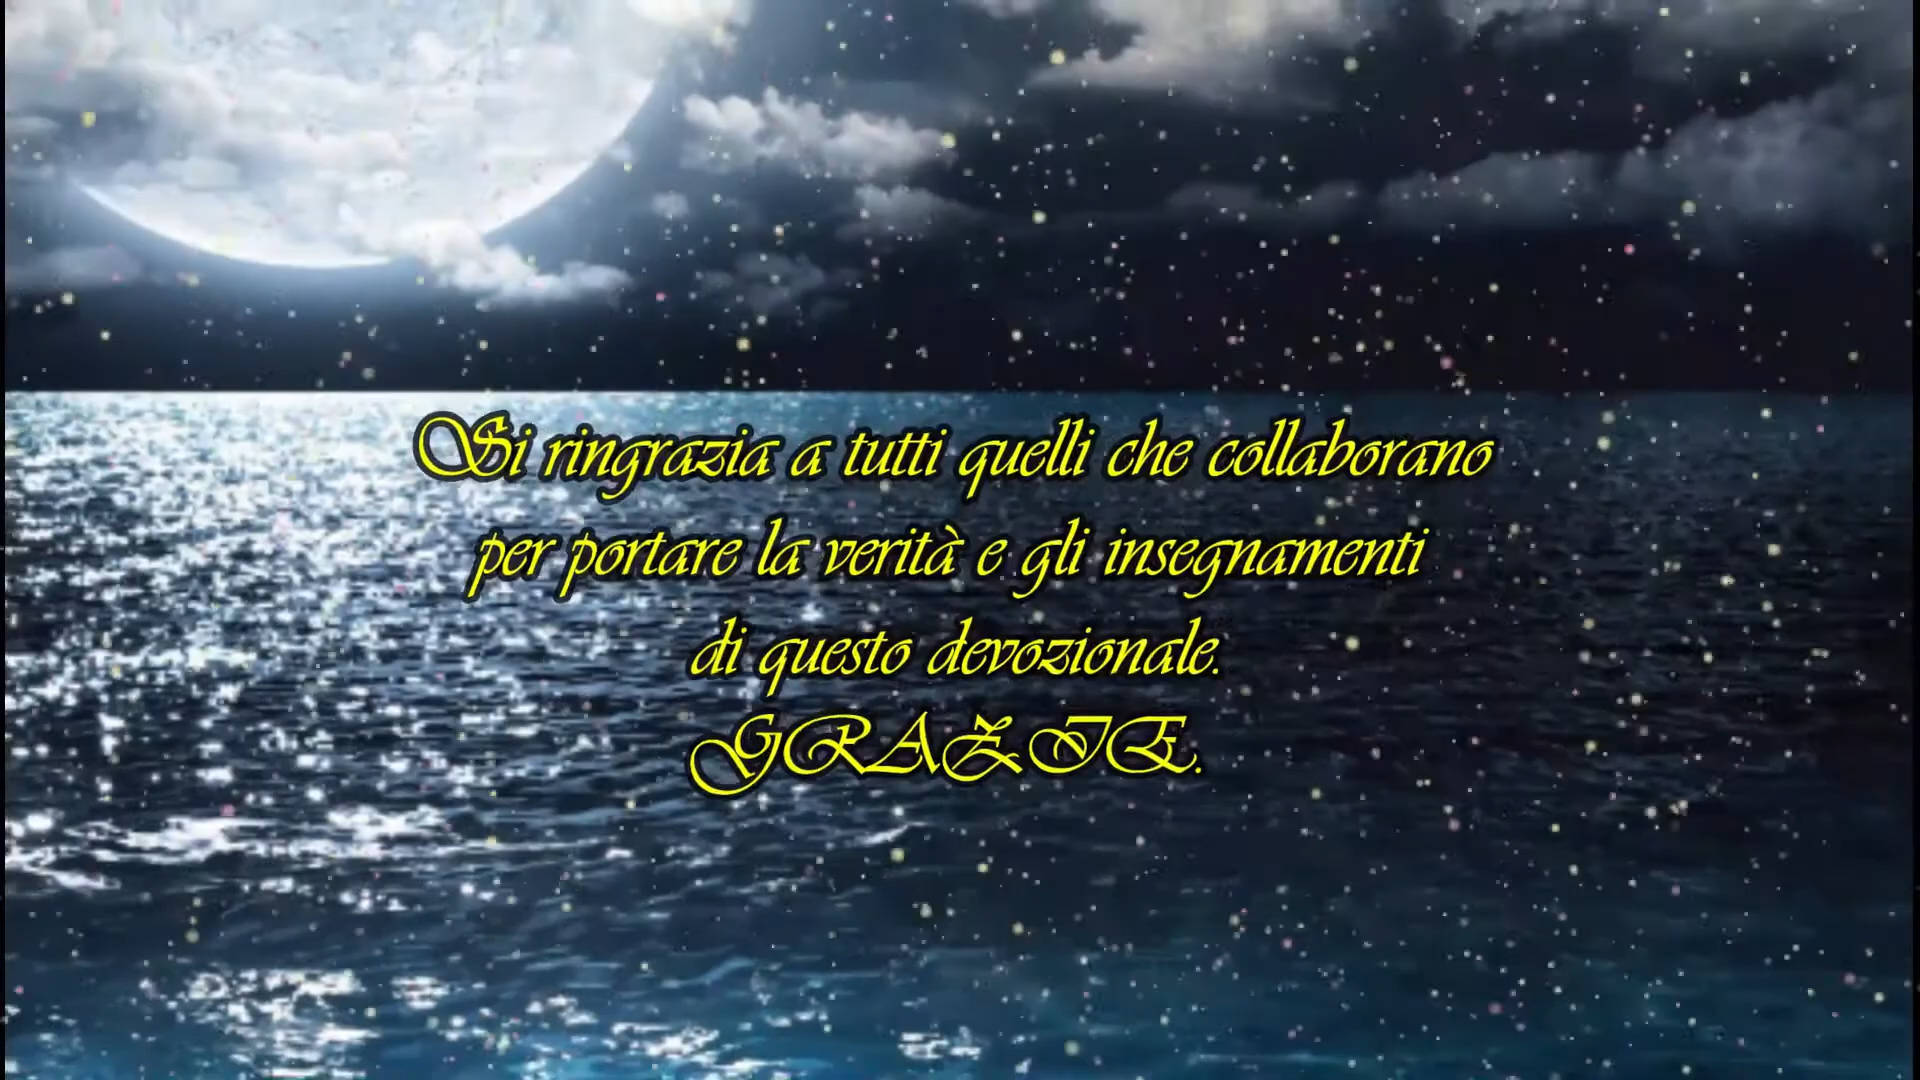 Si ringrazia a tutti quelli che collaborano
per portare la verità e gli insegnamenti
di questo devozionale.
GRAZIE.